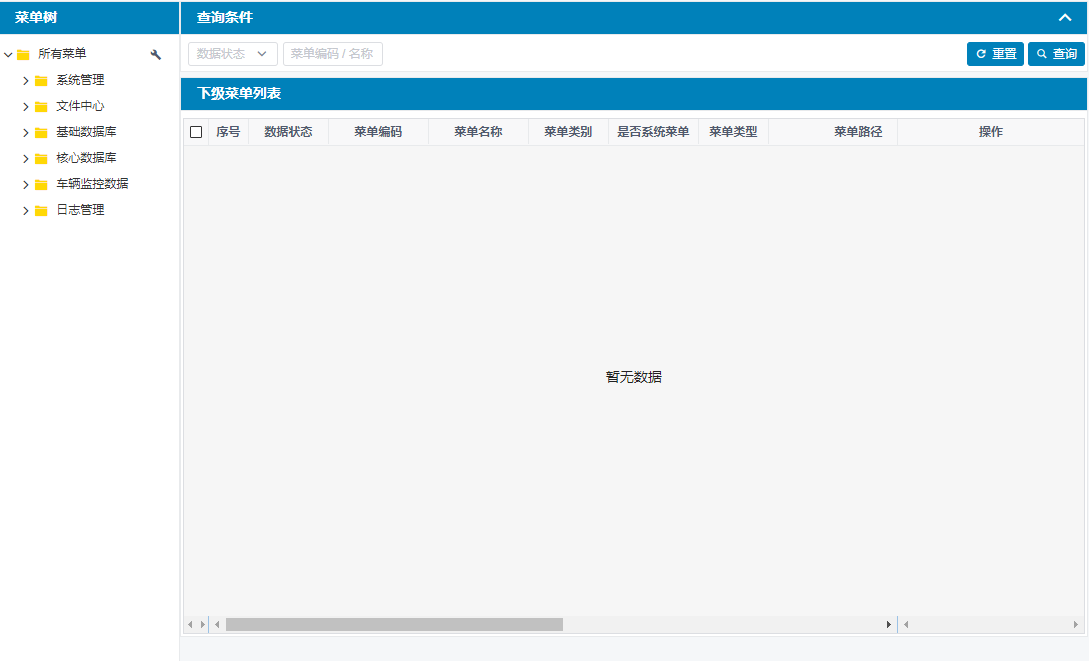 菜单树
所有菜单
系统管理
文件中心
基础数据库
核心数据库
车辆监控数据
日志管理
查询条件
数据状态 菜单编码 / 名称 重置 查询
下级菜单列表
序号 数据状态 菜单编码 菜单名称 菜单类别 是否系统菜单 菜单类型 菜单路径 操作
暂无数据